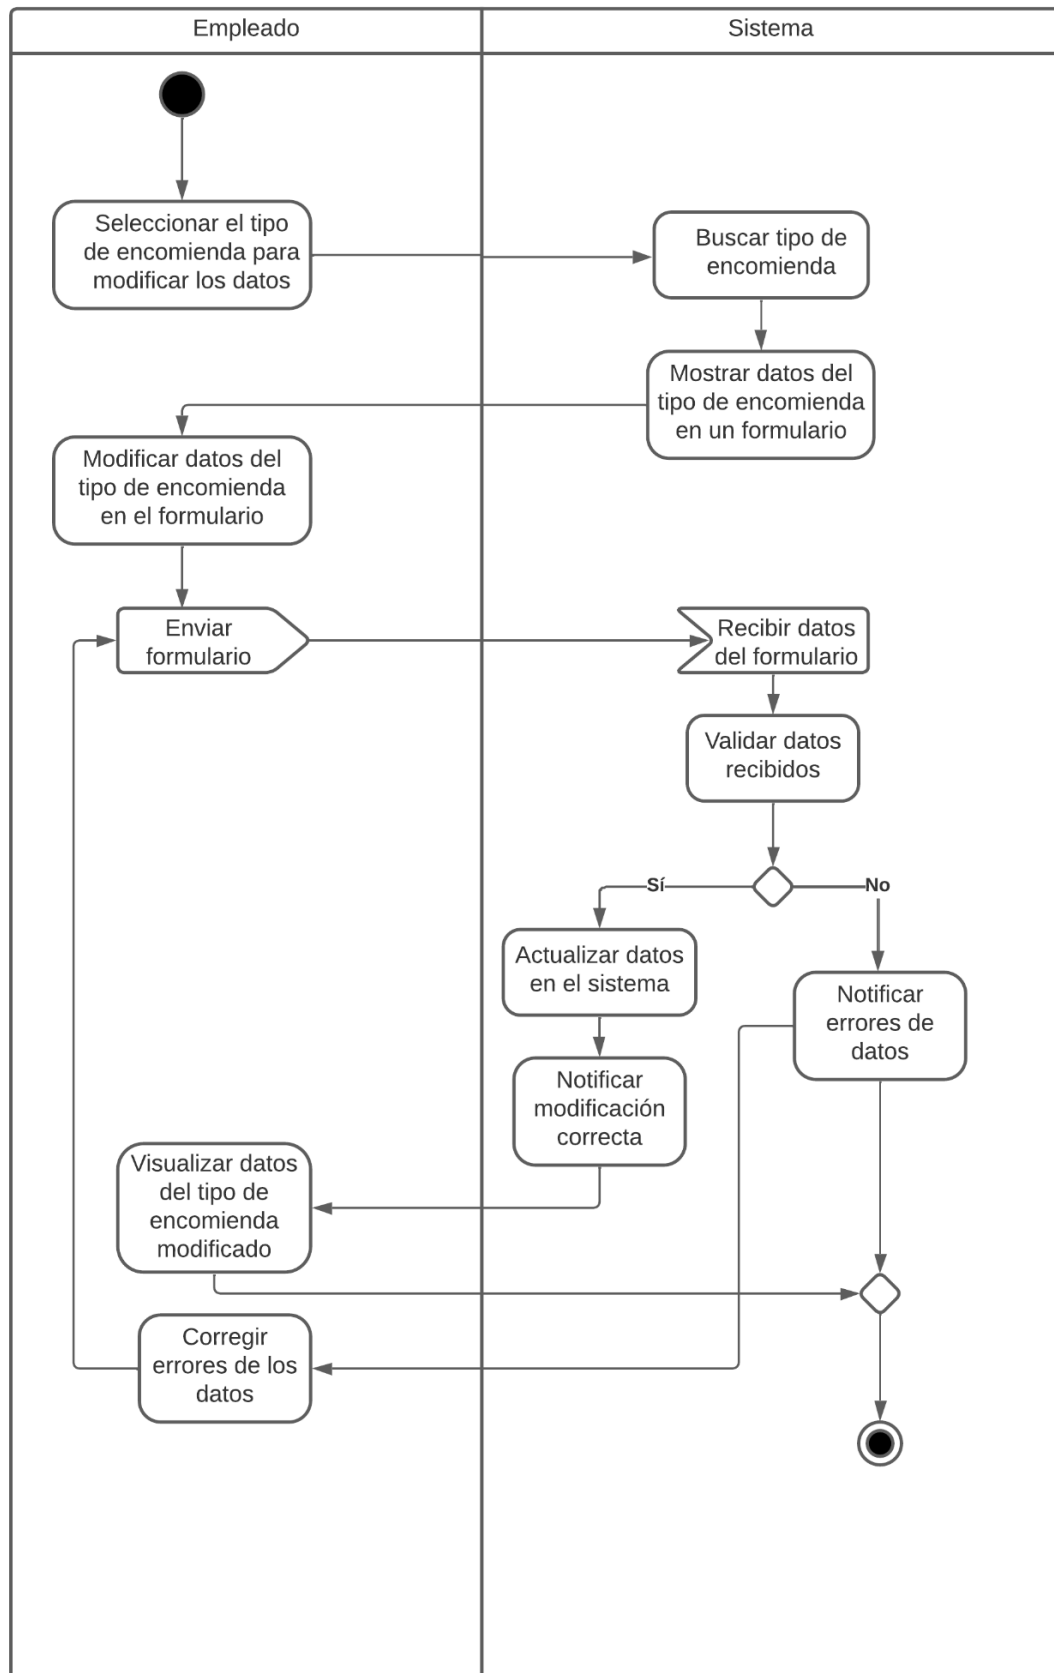 Empleado
Sistema
Seleccionar el tipo
de encomienda para
modificar los datos
Buscar tipo de
encomienda
Mostrar datos del
tipo de encomienda
en un formulario
Modificar datos del
tipo de encomienda
en el formulario
Enviar
formulario
Recibir datos
del formulario
Validar datos
recibidos
Sí
No
Actualizar datos
en el sistema
Notificar
errores de
datos
Notificar
modificación
correcta
Visualizar datos
del tipo de
encomienda
modificado
Corregir
errores de los
datos